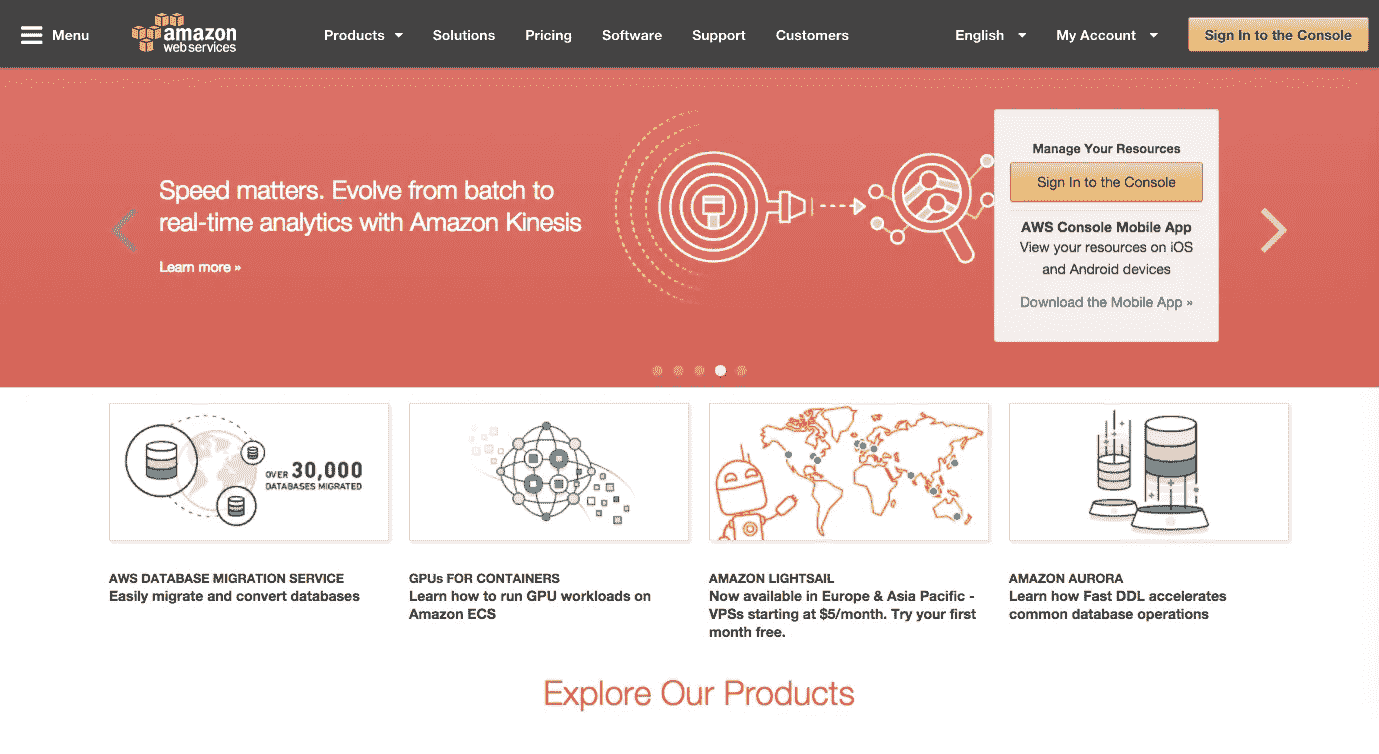 Menu
amazon
webservices
Products
Solutions
Pricing
Software
Support
Customers
English
My Account
Sign In to the Console
Speed matters. Evolve from batch to
real-time analytics with Amazon Kinesis
Learn more »
Manage Your Resources
Sign In to the Console
AWS Console Mobile App
View your resources on iOS
and Android devices
Download the Mobile App »
OVER 30,000
DATABASES MIGRATED
AWS DATABASE MIGRATION SERVICE
Easily migrate and convert databases
GPUs FOR CONTAINERS
Learn how to run GPU workloads on
Amazon ECS
AMAZON LIGHTSAIL
Now available in Europe & Asia Pacific -
VPSs starting at $5/month. Try your first
month free.
AMAZON AURORA
Learn how Fast DDL accelerates
common database operations
Explore Our Products